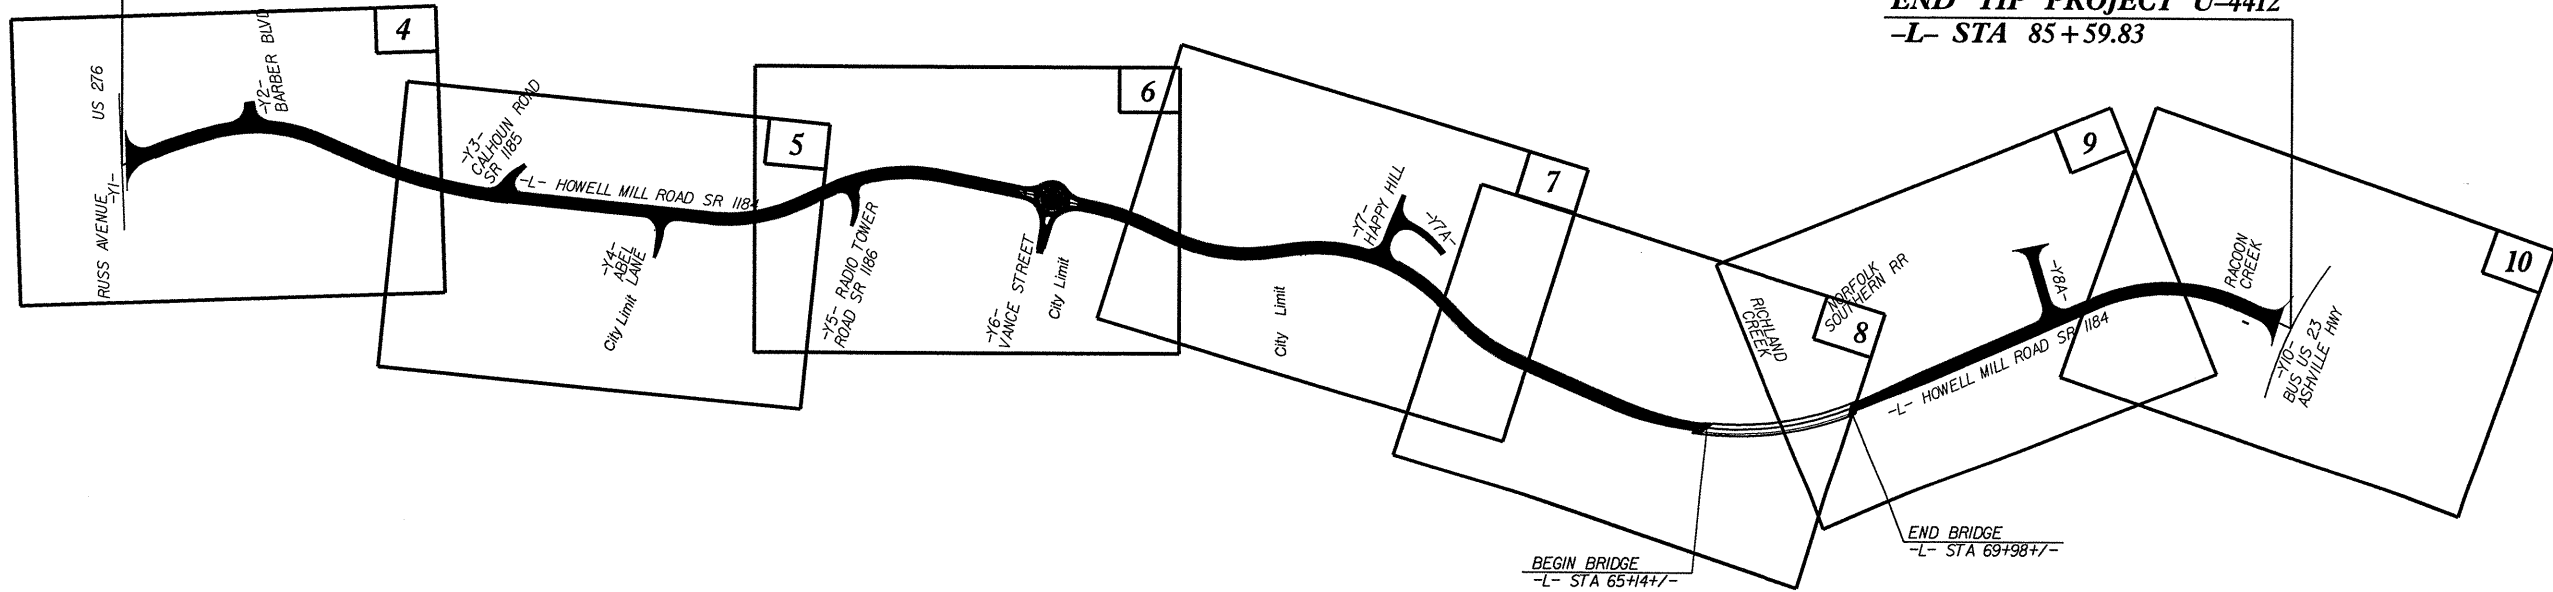 END TIP PROJECT U-4412
-L- STA 85+59.83
4
US 276
-Y2-
BARBER BLVD
RUSS AVENUE
-Y1-
5
-Y3-
CALHOUN ROAD
SR 1185
-L- HOWELL MILL ROAD SR 1184
-Y4-
ABEL
LANE
City Limit
6
-Y5- RADIO TOWER
ROAD SR 1186
-Y6-
VANCE STREET
City Limit
7
City Limit
-Y7-
HAPPY HILL
-Y7A-
8
RICHLAND
CREEK
NORFOLK
SOUTHERN RR
9
-Y8A-
-L- HOWELL MILL ROAD SR 1184
10
RACOON
CREEK
-Y10-
BUS US 23
ASHVILLE HWY
BEGIN BRIDGE
-L- STA 65+14+/-
END BRIDGE
-L- STA 69+98+/-